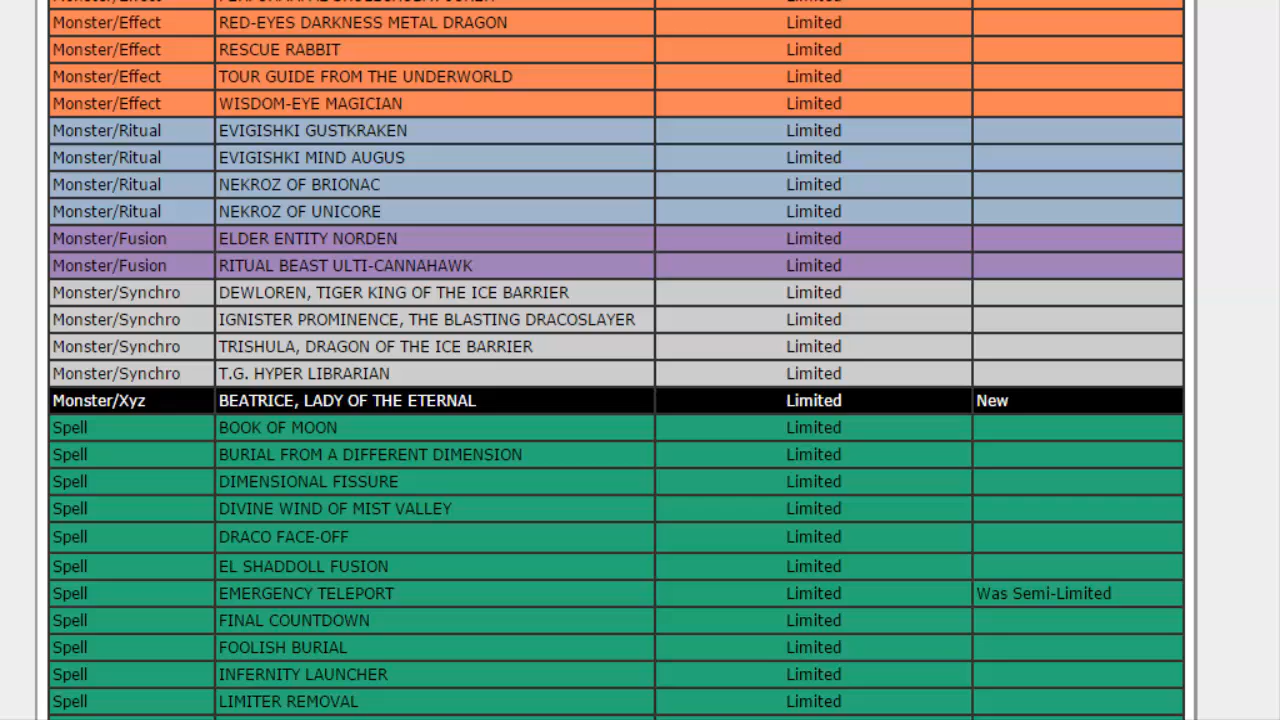 Monster/Effect Limited
Monster/Effect RED-EYES DARKNESS METAL DRAGON Limited
Monster/Effect RESCUE RABBIT Limited
Monster/Effect TOUR GUIDE FROM THE UNDERWORLD Limited
Monster/Effect WISDOM-EYE MAGICIAN Limited
Monster/Ritual EVIGISHKI GUSTKRAKEN Limited
Monster/Ritual EVIGISHKI MIND AUGUS Limited
Monster/Ritual NEKROZ OF BRIONAC Limited
Monster/Ritual NEKROZ OF UNICORE Limited
Monster/Fusion ELDER ENTITY NORDEN Limited
Monster/Fusion RITUAL BEAST ULTI-CANNAHAWK Limited
Monster/Synchro DEWLOREN, TIGER KING OF THE ICE BARRIER Limited
Monster/Synchro IGNISTER PROMINENCE, THE BLASTING DRACOSLAYER Limited
Monster/Synchro TRISHULA, DRAGON OF THE ICE BARRIER Limited
Monster/Synchro T.G. HYPER LIBRARIAN Limited
Monster/Xyz BEATRICE, LADY OF THE ETERNAL Limited New
Spell BOOK OF MOON Limited
Spell BURIAL FROM A DIFFERENT DIMENSION Limited
Spell DIMENSIONAL FISSURE Limited
Spell DIVINE WIND OF MIST VALLEY Limited
Spell DRACO FACE-OFF Limited
Spell EL SHADDOLL FUSION Limited
Spell EMERGENCY TELEPORT Limited Was Semi-Limited
Spell FINAL COUNTDOWN Limited
Spell FOOLISH BURIAL Limited
Spell INFERNITY LAUNCHER Limited
Spell LIMITER REMOVAL Limited